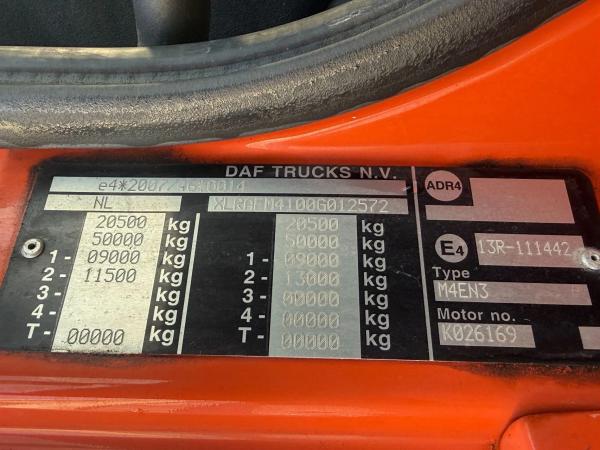 DAF TRUCKS N.V.
e4*2007/46*0014
NL XLRAEM4100G012572
20500 kg 20500 kg
50000 kg 50000 kg
1- 09000 kg 1- 09000 kg
2- 11500 kg 2- 13000 kg
3- kg 3- 00000 kg
4- kg 4- 00000 kg
T- 00000 kg T- 00000 kg
ADR4
E4 13R-111442
Type
M4EN3
Motor no.
K026169